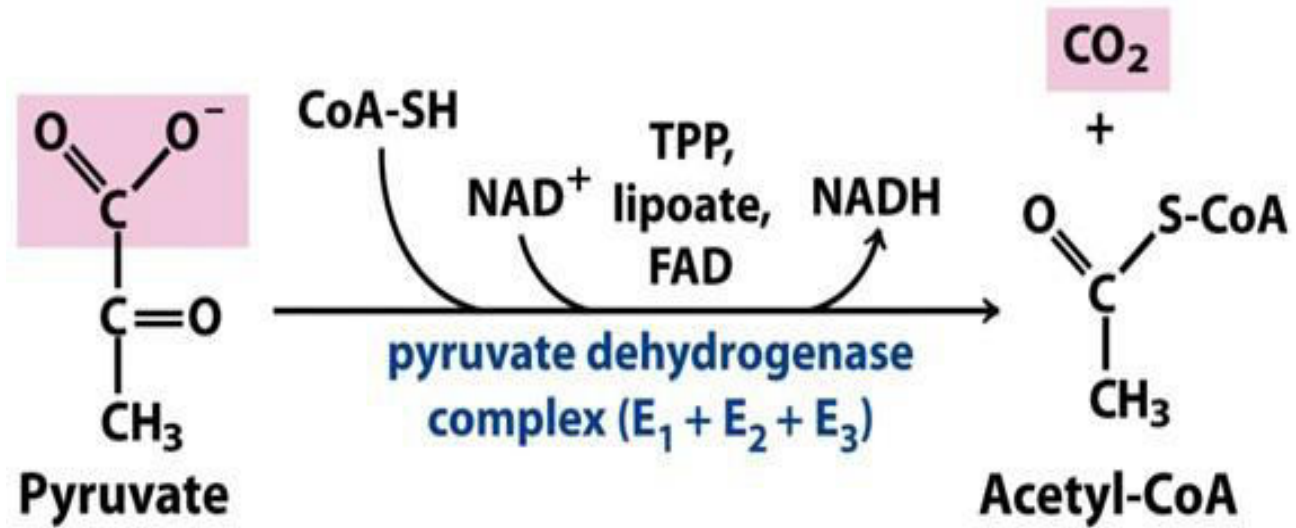 CO₂
+
CoA-SH
TPP,
NAD⁺ lipoate, NADH
FAD
O O⁻
C
C=O
CH₃
Pyruvate
pyruvate dehydrogenase
complex (E₁ + E₂ + E₃)
O S-CoA
C
CH₃
Acetyl-CoA